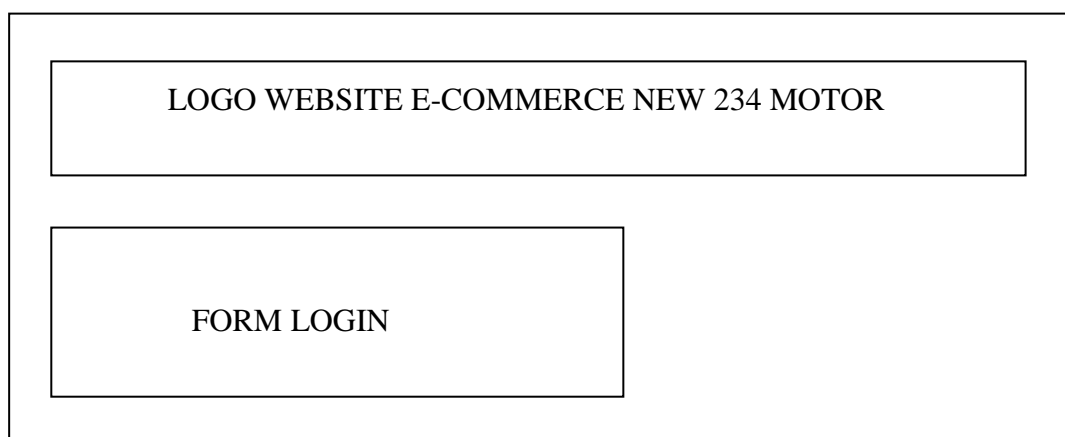 LOGO WEBSITE E-COMMERCE NEW 234 MOTOR
FORM LOGIN